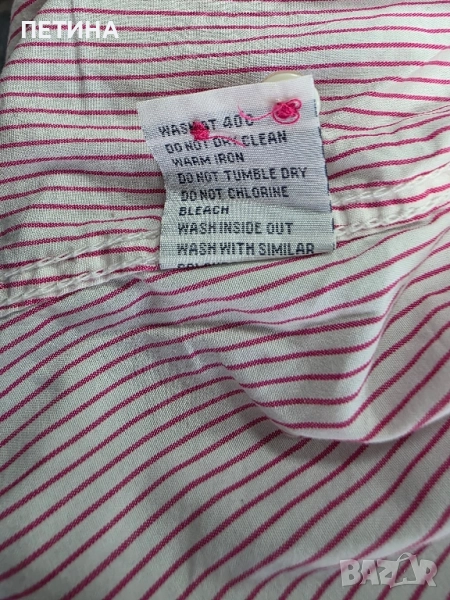 ПЕТИНА
WASH AT 40C
DO NOT DRY CLEAN
WARM IRON
DO NOT TUMBLE DRY
DO NOT CHLORINE
BLEACH
WASH INSIDE OUT
WASH WITH SIMILAR
bazar